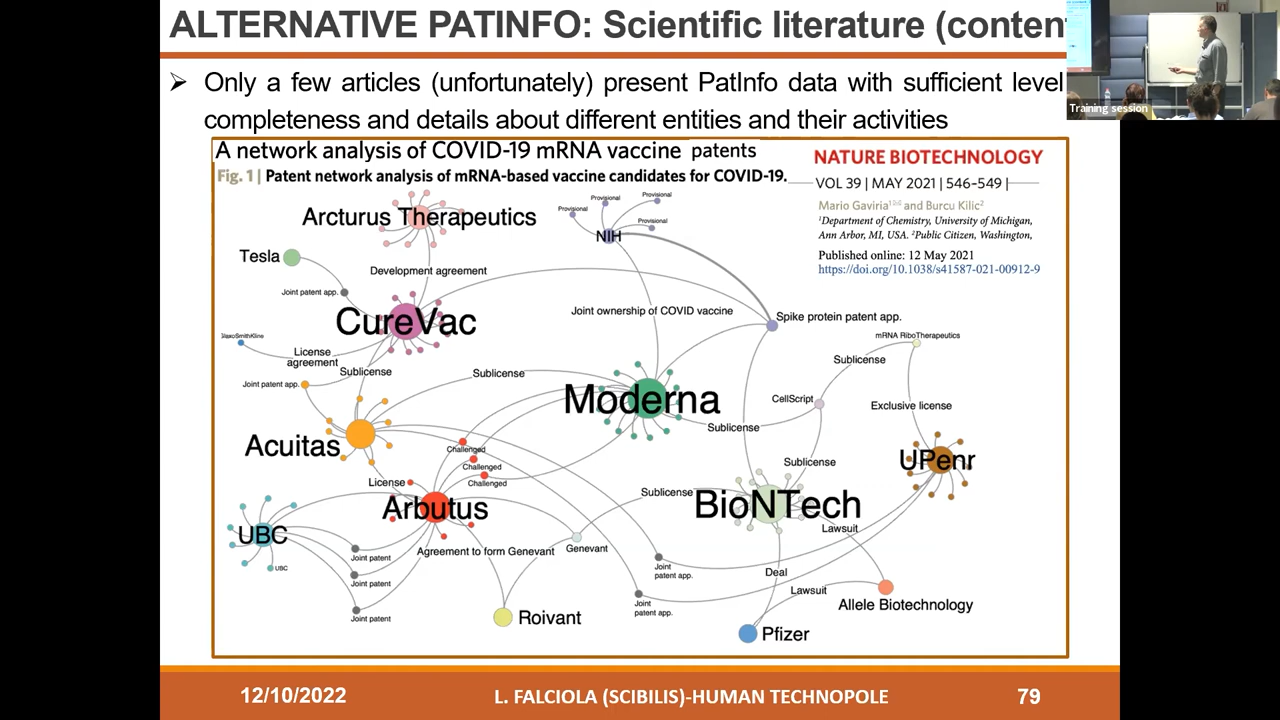 ALTERNATIVE PATINFO: Scientific literature (conten
Training session
➢ Only a few articles (unfortunately) present PatInfo data with sufficient level
completeness and details about different entities and their activities
A network analysis of COVID-19 mRNA vaccine patents
Fig. 1 | Patent network analysis of mRNA-based vaccine candidates for COVID-19.
NATURE BIOTECHNOLOGY
VOL 39 | MAY 2021 | 546–549 |
Mario Gaviria and Burcu Kilic
¹Department of Chemistry, University of Michigan,
Ann Arbor, MI, USA. ²Public Citizen, Washington,
Published online: 12 May 2021
https://doi.org/10.1038/s41587-021-00912-9
Provisional
Provisional
Provisional
Provisional
NIH
Arcturus Therapeutics
Tesla
Development agreement
Joint patent app.
CureVac
Joint ownership of COVID vaccine
Spike protein patent app.
mRNA RiboTherapeutics
License
agreement
Sublicense
Joint patent app.
Sublicense
Sublicense
Moderna
CellScript
Exclusive license
Sublicense
Acuitas
Challenged
Challenged
Challenged
Sublicense
UPenr
License
Arbutus
Sublicense
BioNTech
Lawsuit
UBC
UBC
Joint patent
Joint patent
Joint patent
Agreement to form Genevant
Genevant
Joint
patent app.
Joint
patent app.
Deal
Lawsuit
Allele Biotechnology
Roivant
Pfizer
12/10/2022
L. FALCIOLA (SCIBILIS)-HUMAN TECHNOPOLE
79